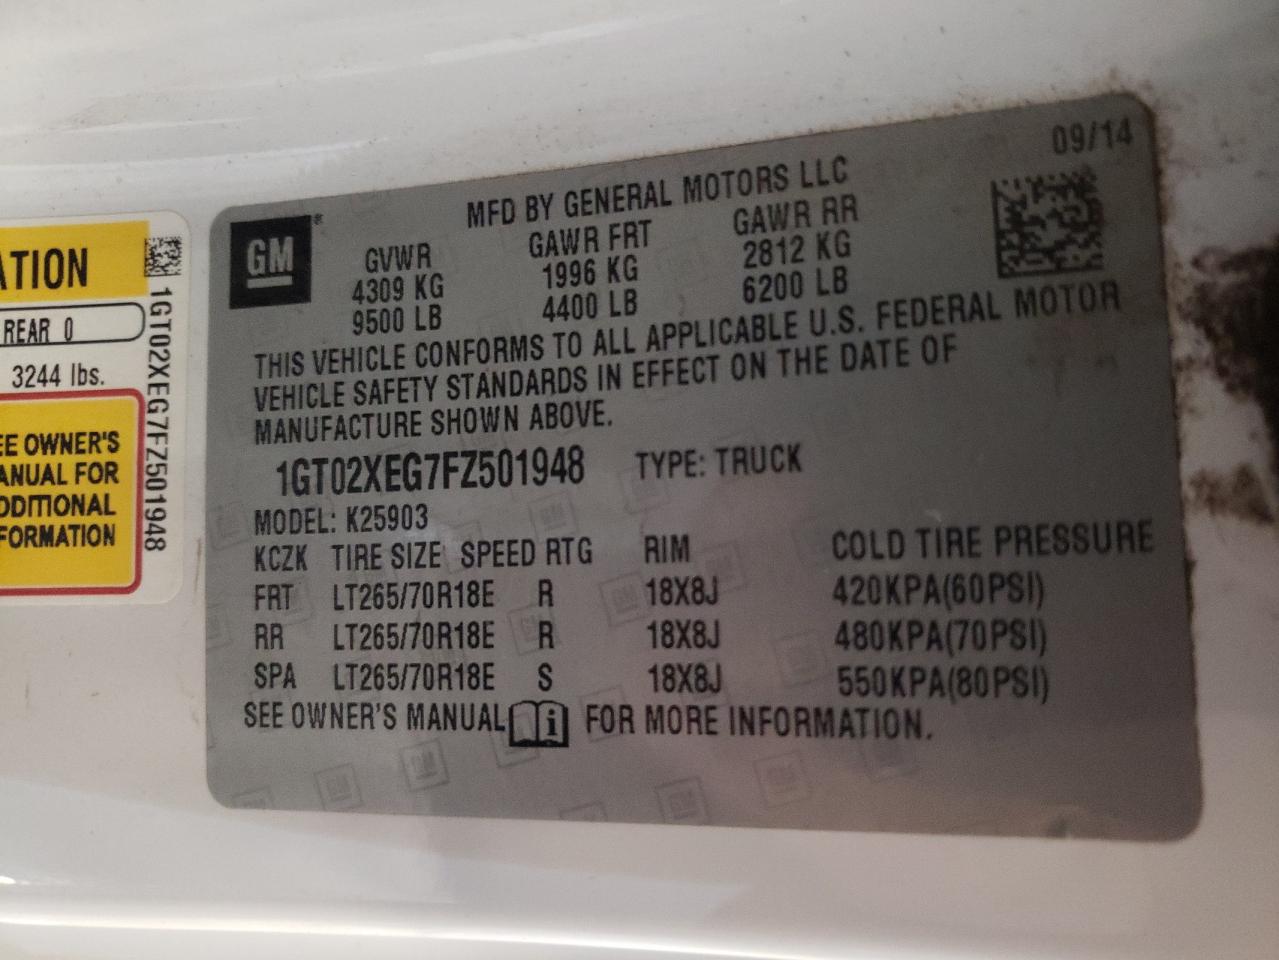 ATION
REAR 0
3244 lbs.
EE OWNER'S
ANUAL FOR
DDITIONAL
FORMATION
1GT02XEG7FZ501948
09/14
MFD BY GENERAL MOTORS LLC
GM®
GVWR GAWR FRT GAWR RR
4309 KG 1996 KG 2812 KG
9500 LB 4400 LB 6200 LB
THIS VEHICLE CONFORMS TO ALL APPLICABLE U.S. FEDERAL MOTOR
VEHICLE SAFETY STANDARDS IN EFFECT ON THE DATE OF
MANUFACTURE SHOWN ABOVE.
1GT02XEG7FZ501948 TYPE: TRUCK
MODEL: K25903
KCZK TIRE SIZE SPEED RTG RIM COLD TIRE PRESSURE
FRT LT265/70R18E R 18X8J 420KPA(60PSI)
RR LT265/70R18E R 18X8J 480KPA(70PSI)
SPA LT265/70R18E S 18X8J 550KPA(80PSI)
SEE OWNER'S MANUAL i FOR MORE INFORMATION.